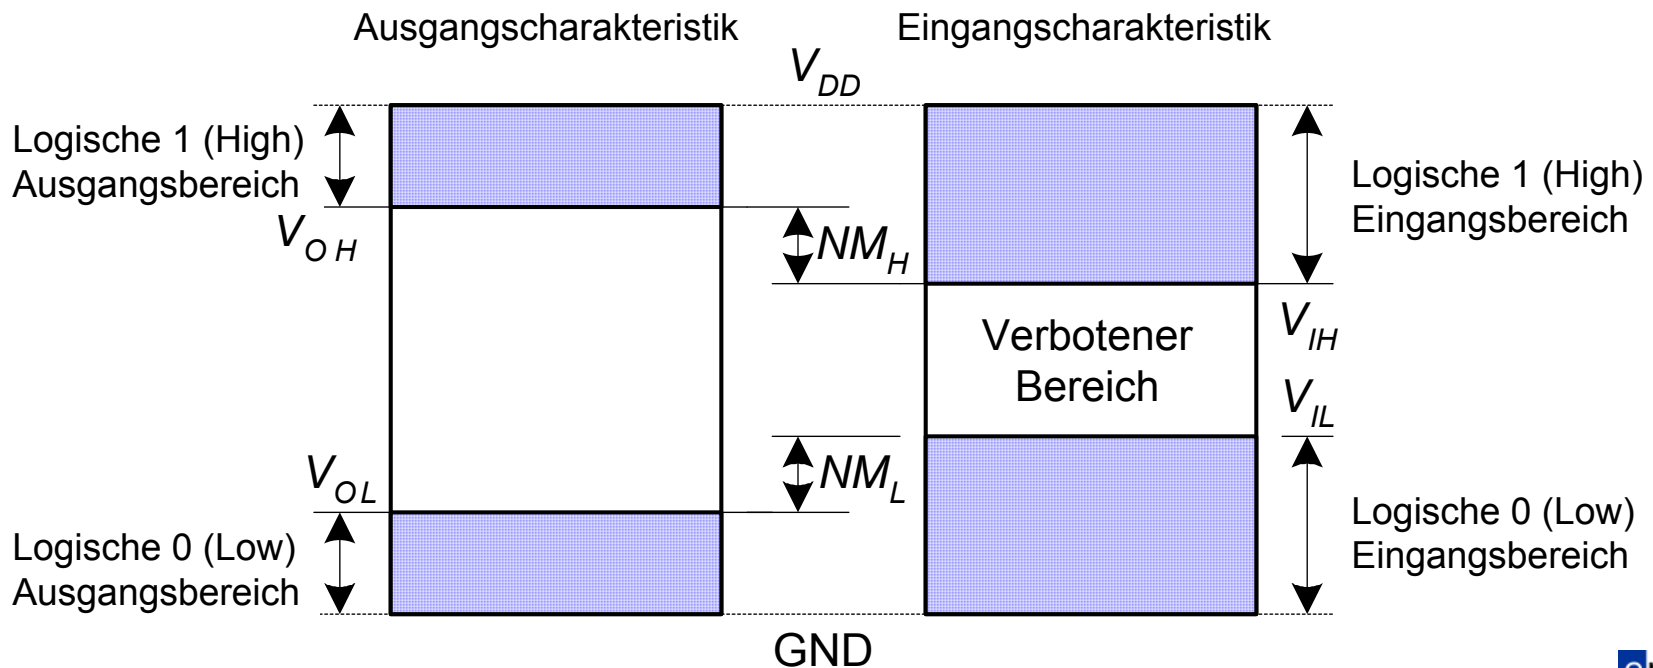 Ausgangscharakteristik
Eingangscharakteristik
V_DD
Logische 1 (High)
Ausgangsbereich
V_OH
NM_H
Logische 1 (High)
Eingangsbereich
V_IH
Verbotener
Bereich
V_IL
V_OL
NM_L
Logische 0 (Low)
Ausgangsbereich
Logische 0 (Low)
Eingangsbereich
GND